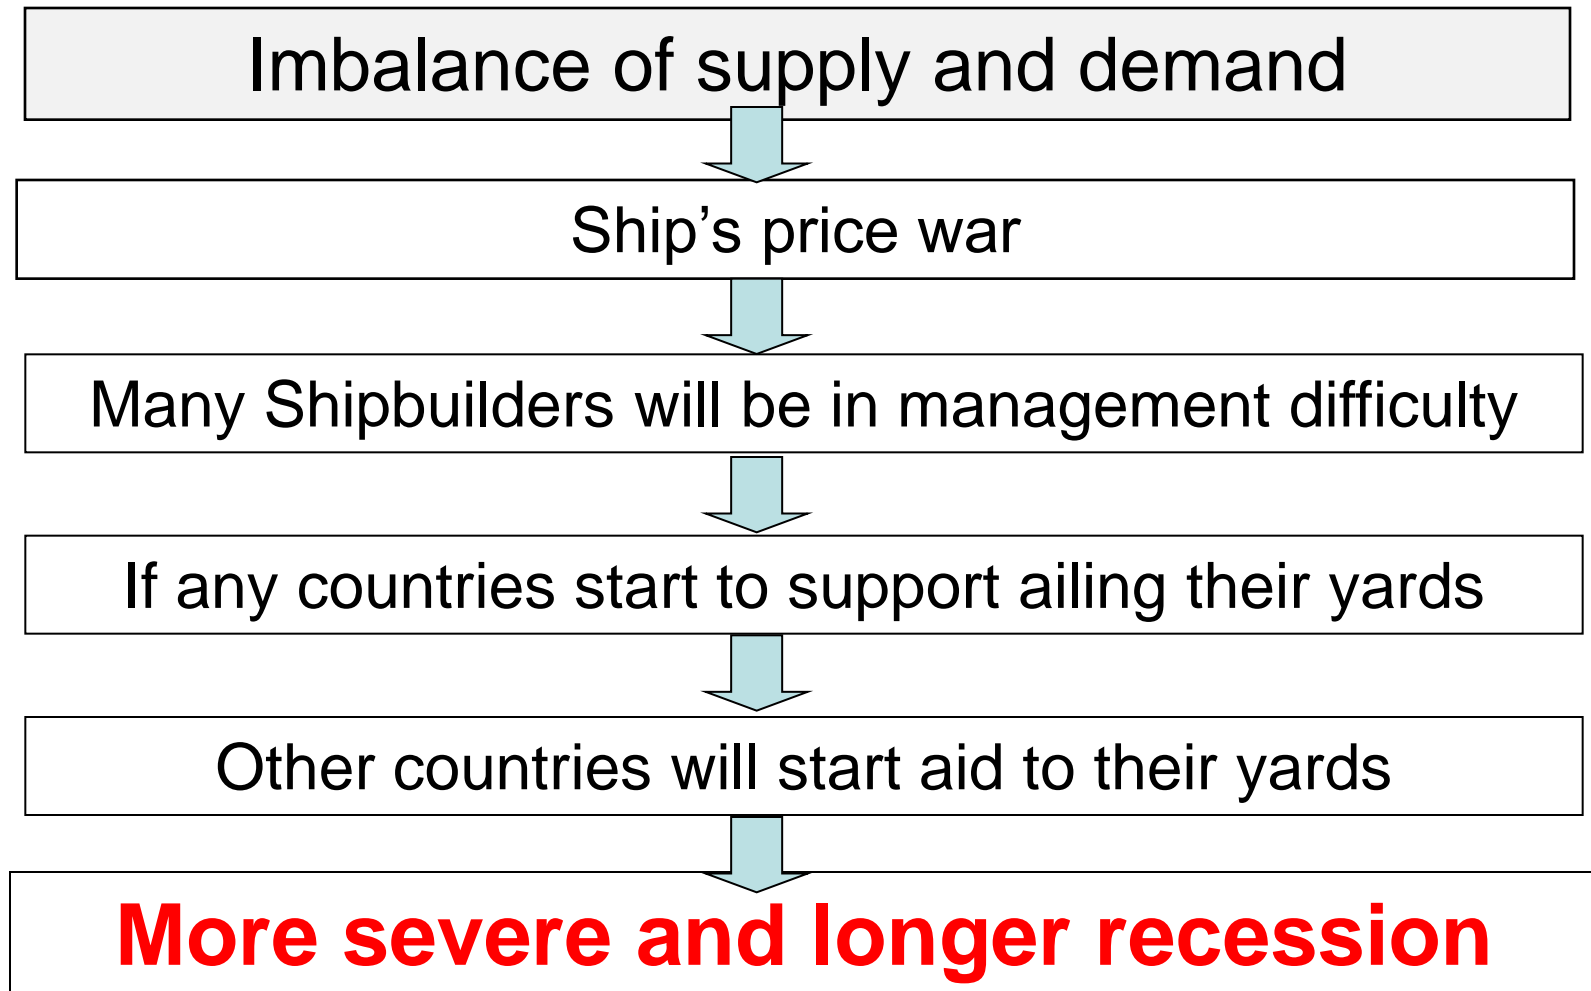 Imbalance of supply and demand
Ship’s price war
Many Shipbuilders will be in management difficulty
If any countries start to support ailing their yards
Other countries will start aid to their yards
More severe and longer recession